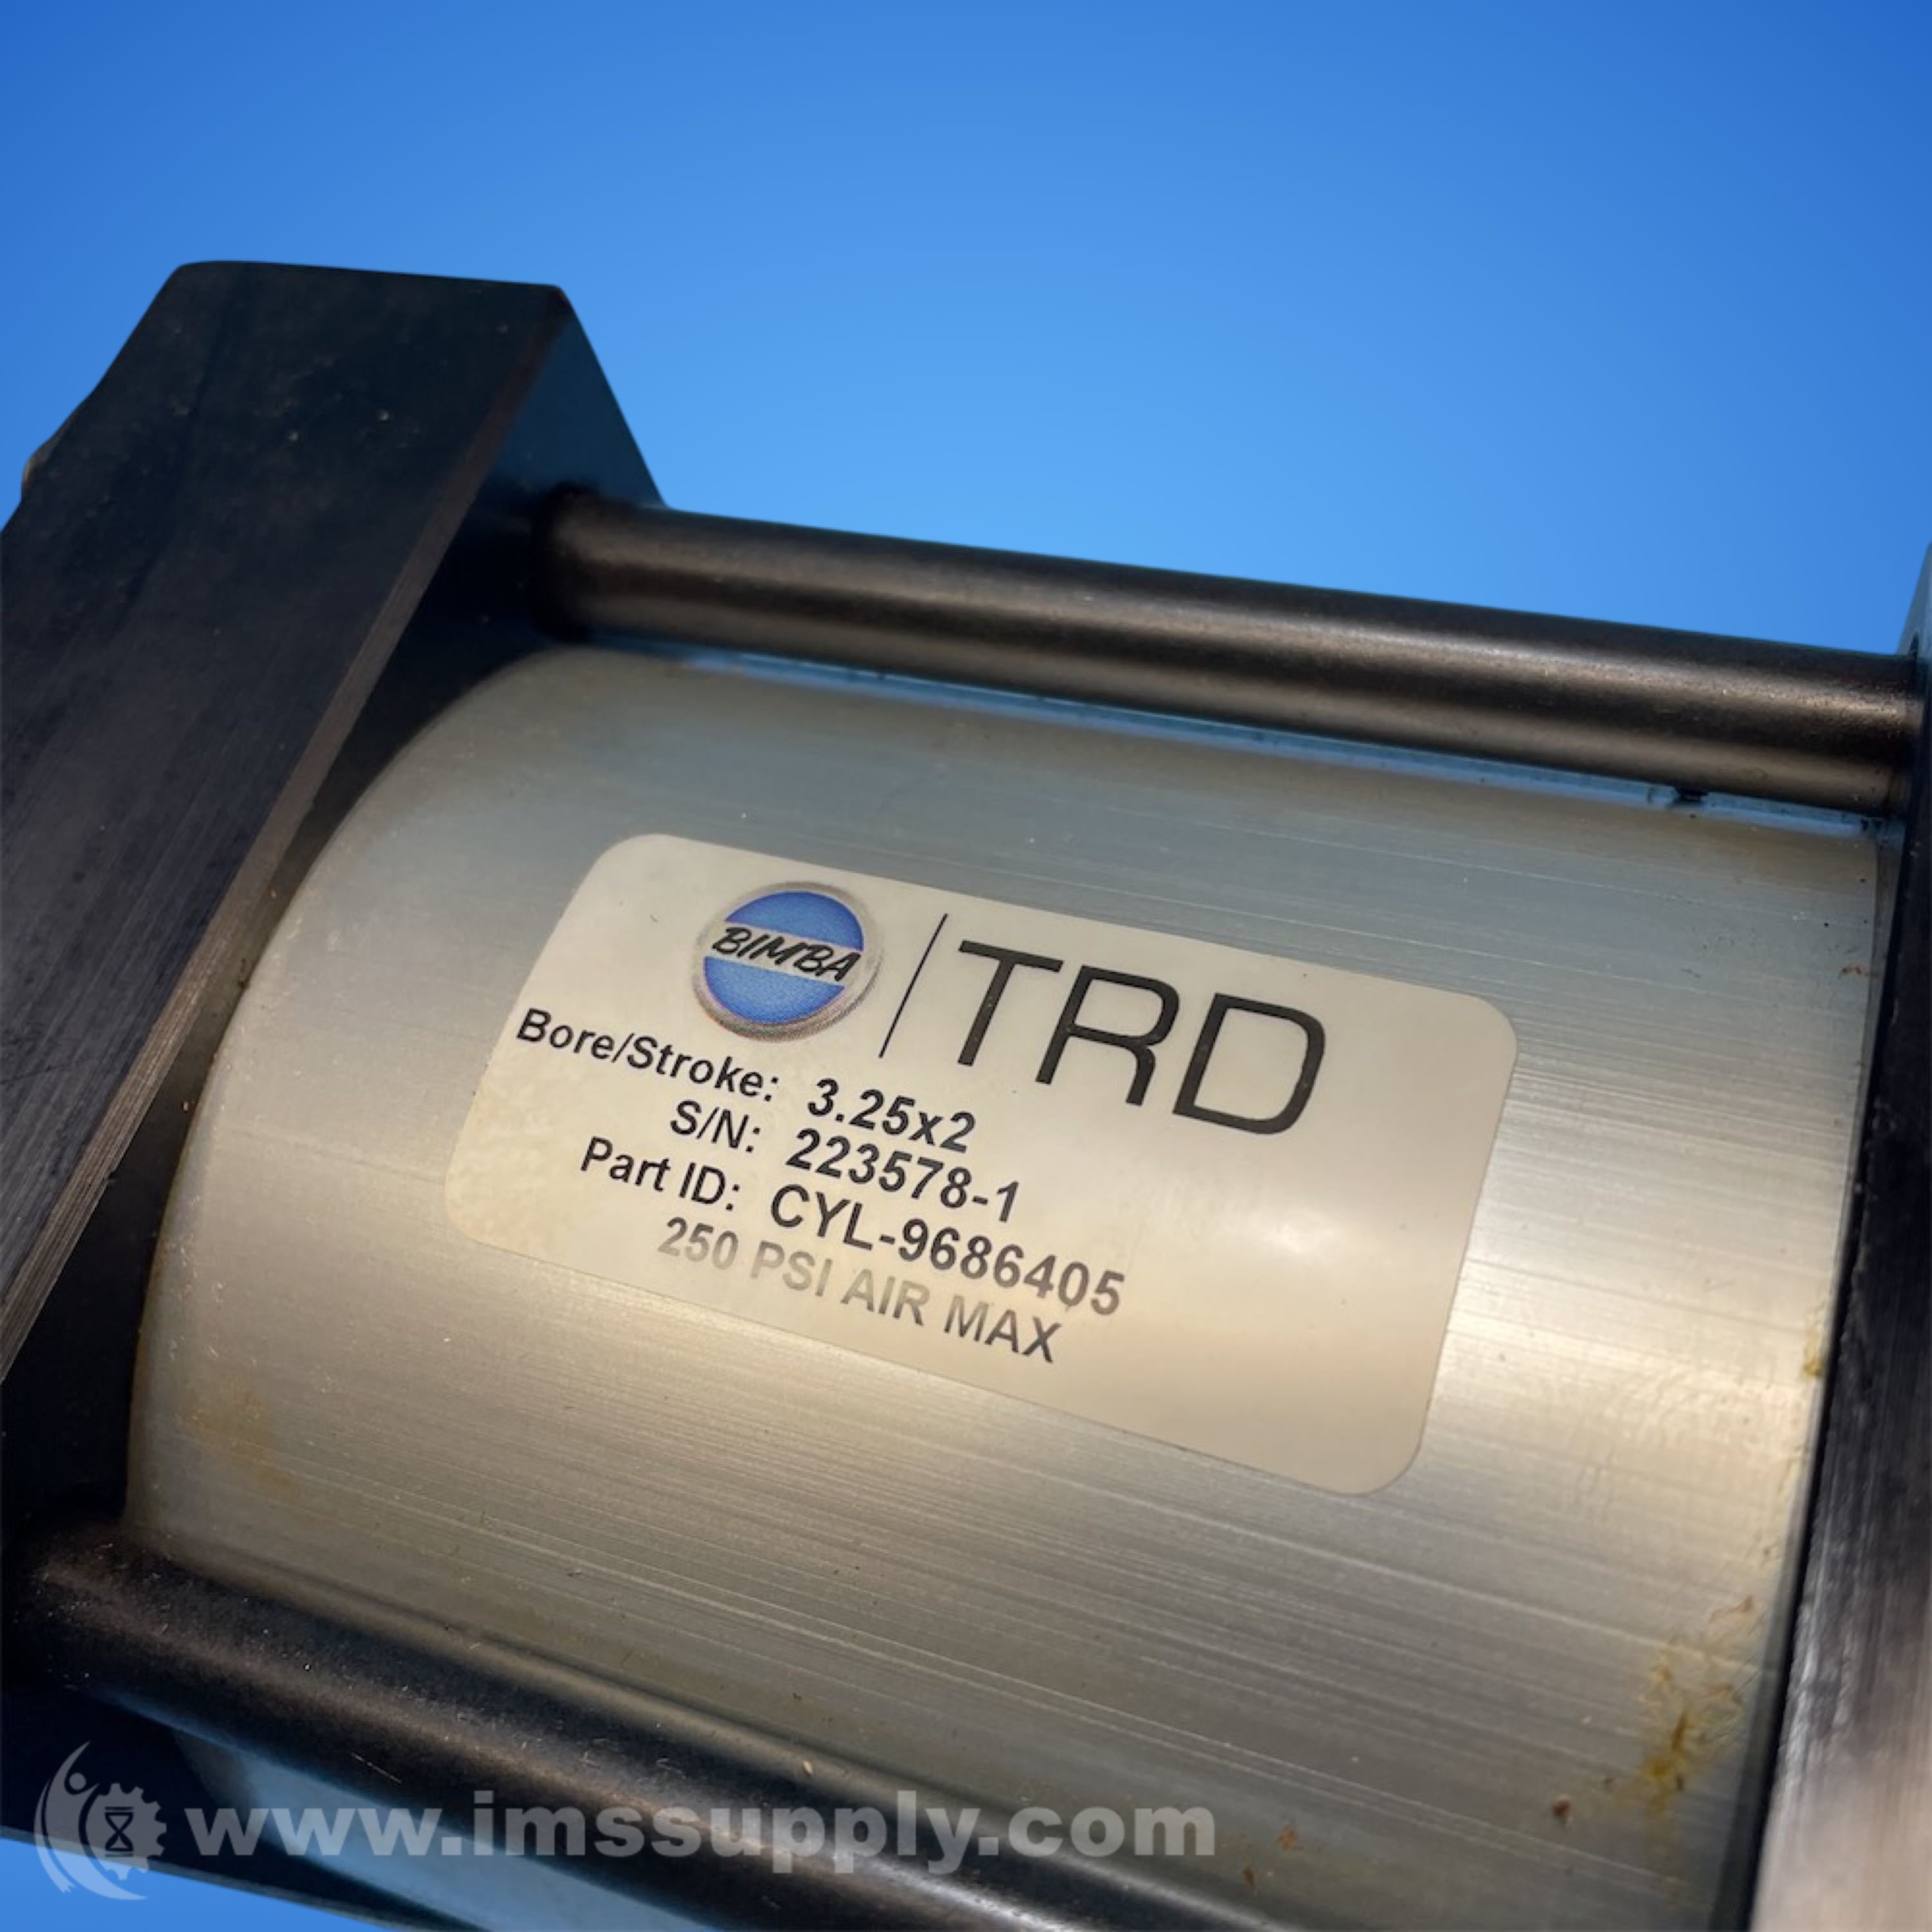 BIMBA
TRD
Bore/Stroke: 3.25x2
S/N: 223578-1
Part ID: CYL-9686405
250 PSI AIR MAX
www.imssupply.com